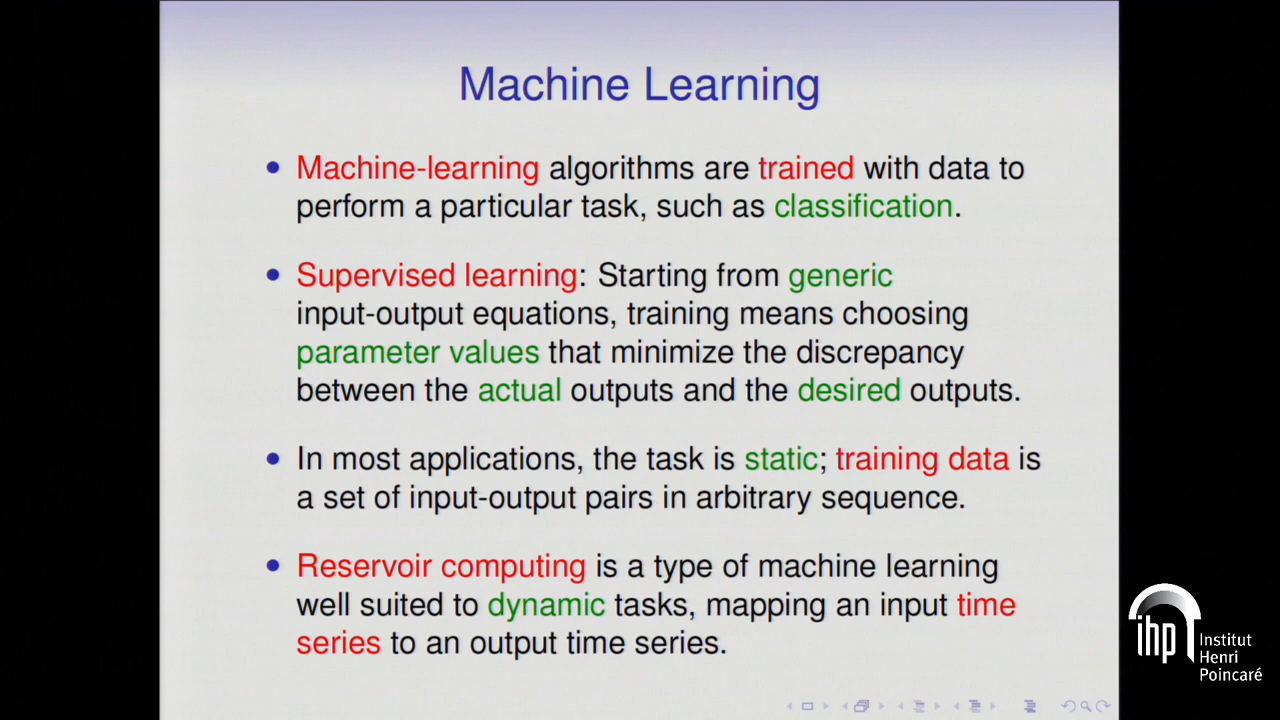 Machine Learning
• Machine-learning algorithms are trained with data to
perform a particular task, such as classification.
• Supervised learning: Starting from generic
input-output equations, training means choosing
parameter values that minimize the discrepancy
between the actual outputs and the desired outputs.
• In most applications, the task is static; training data is
a set of input-output pairs in arbitrary sequence.
• Reservoir computing is a type of machine learning
well suited to dynamic tasks, mapping an input time
series to an output time series.
ihp Institut
Henri
Poincaré